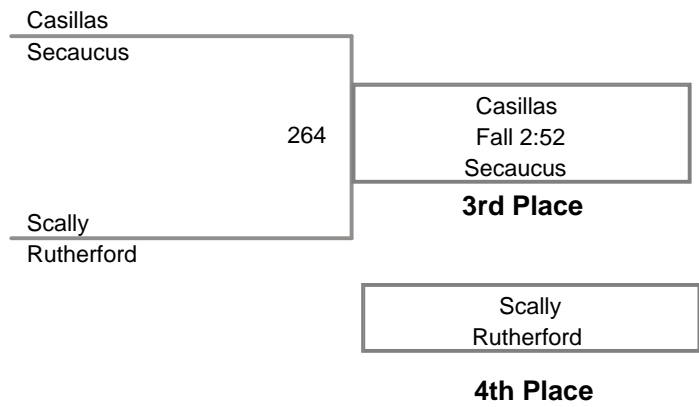 Casillas
Secaucus
264
Casillas
Fall 2:52
Secaucus
3rd Place
Scally
Rutherford
Scally
Rutherford
4th Place